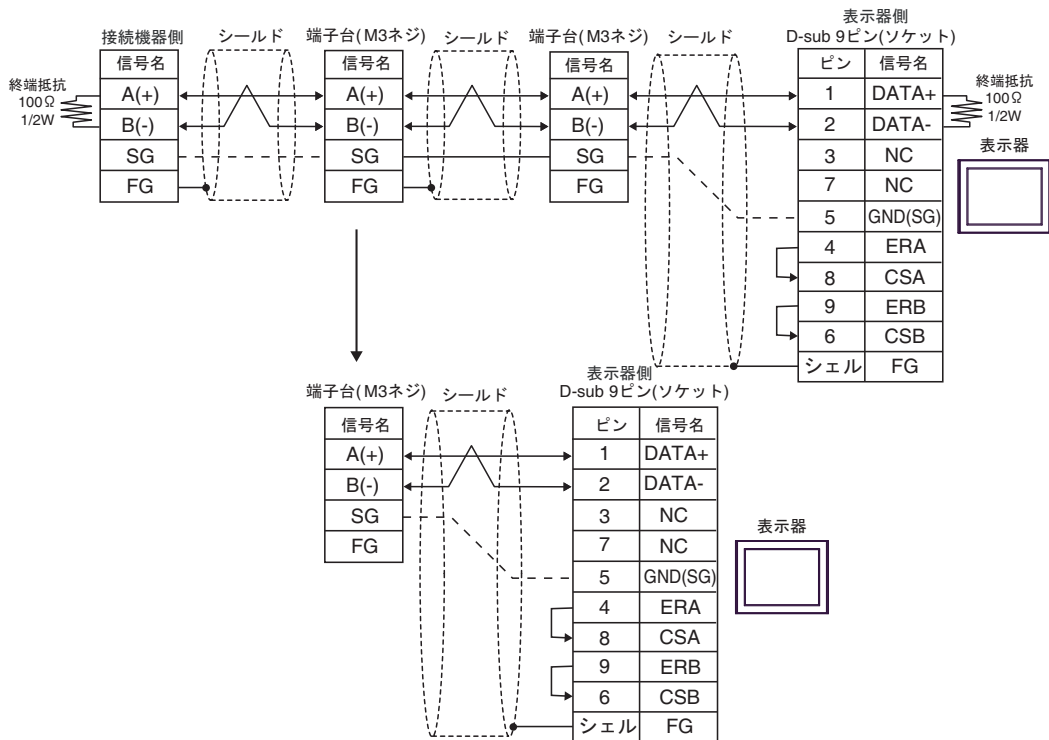 接続機器側
シールド
端子台(M3ネジ)
シールド
端子台(M3ネジ)
シールド
表示器側
D-sub 9ピン(ソケット)
終端抵抗
100Ω
1/2W
信号名
A(+)
B(-)
SG
FG
信号名
A(+)
B(-)
SG
FG
信号名
A(+)
B(-)
SG
FG
ピン 信号名
1 DATA+
2 DATA-
3 NC
7 NC
5 GND(SG)
4 ERA
8 CSA
9 ERB
6 CSB
シェル FG
終端抵抗
100Ω
1/2W
表示器
端子台(M3ネジ)
シールド
表示器側
D-sub 9ピン(ソケット)
信号名
A(+)
B(-)
SG
FG
ピン 信号名
1 DATA+
2 DATA-
3 NC
7 NC
5 GND(SG)
4 ERA
8 CSA
9 ERB
6 CSB
シェル FG
表示器